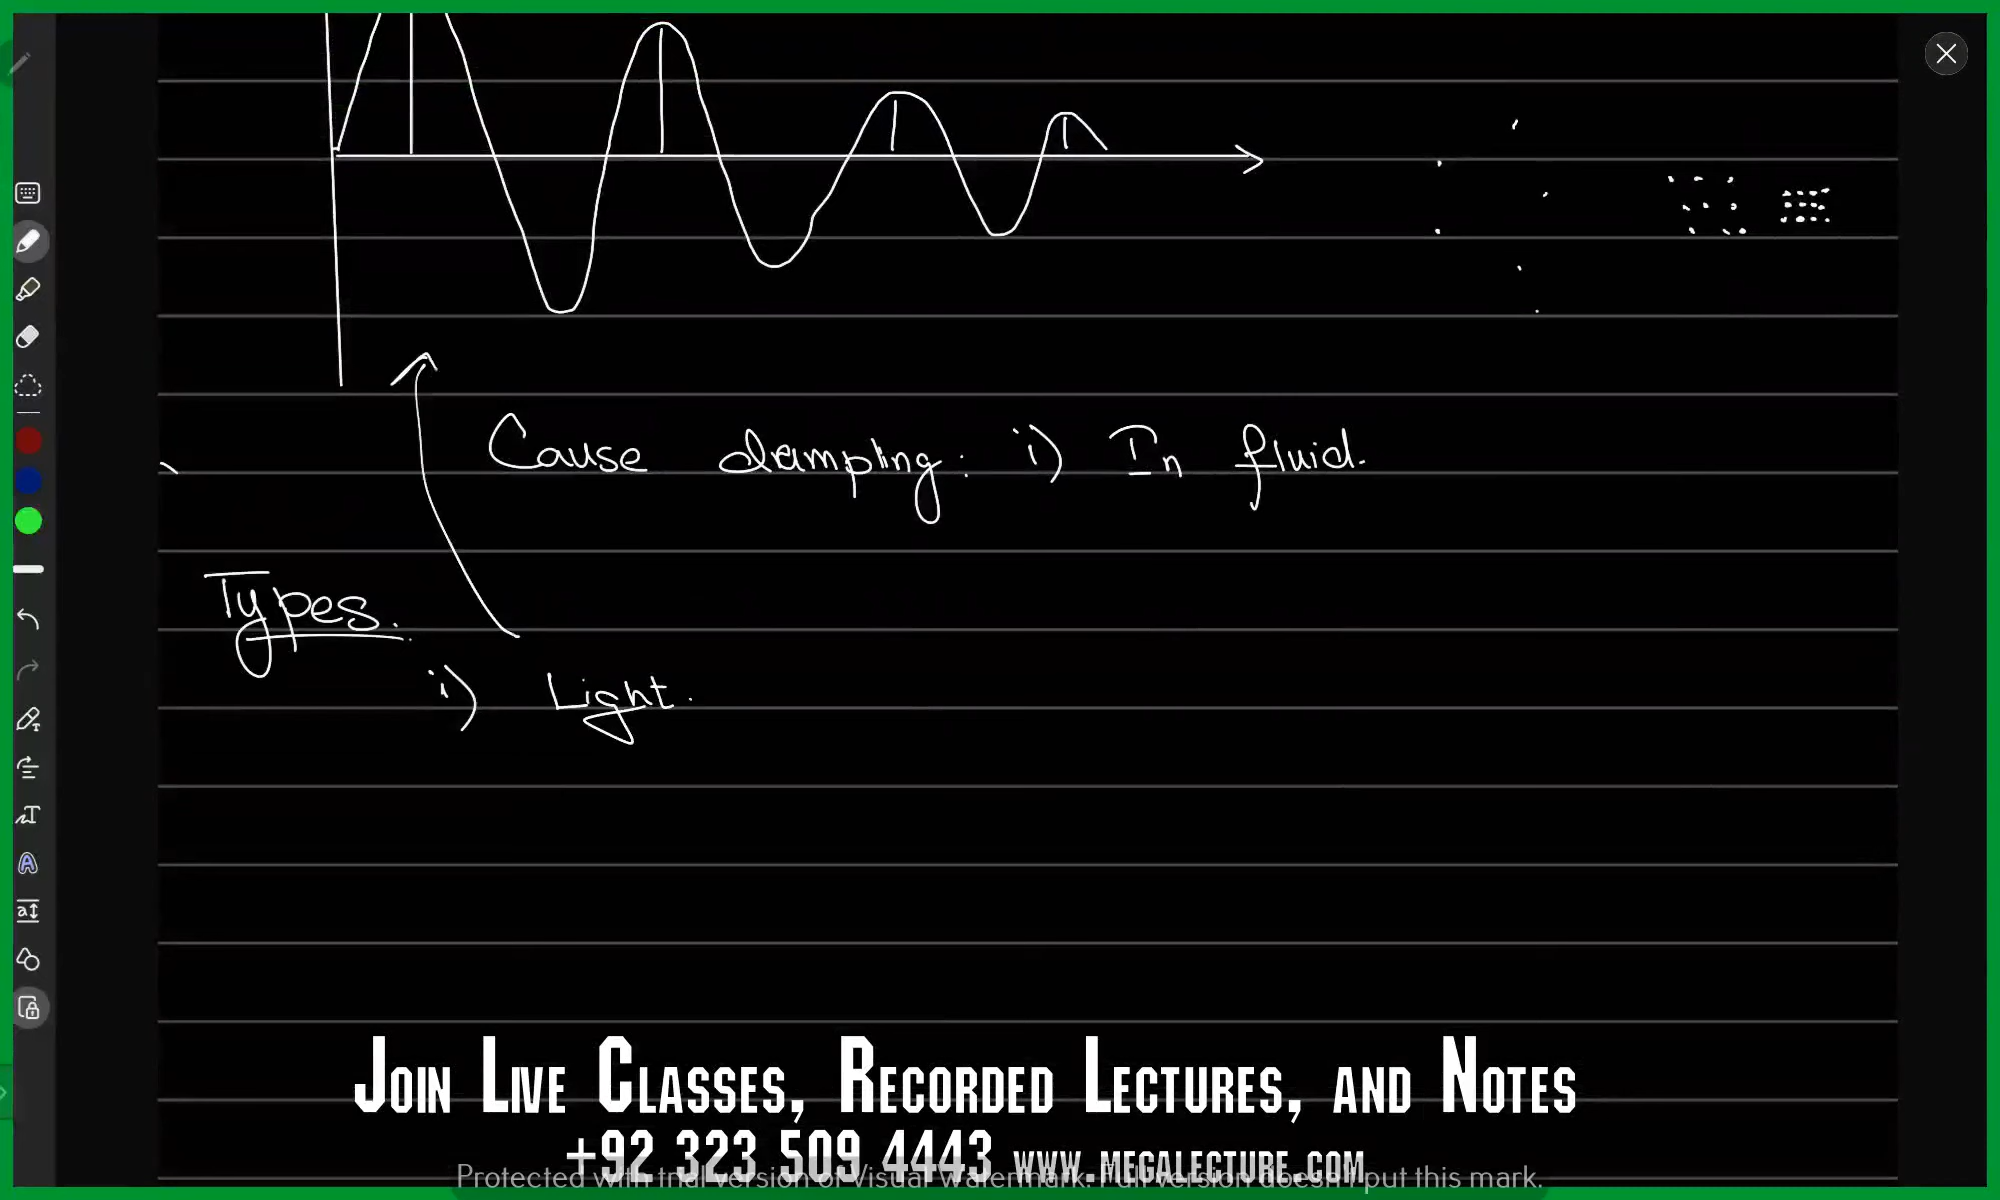 Cause dampling: i) In fluid.
Types.
i) Light.
JOIN LIVE CLASSES, RECORDED LECTURES, AND NOTES
+92 323 509 4443 WWW.MEGALECTURE.COM
Protected with trial version of Visual Watermark. Full version doesn't put this mark.